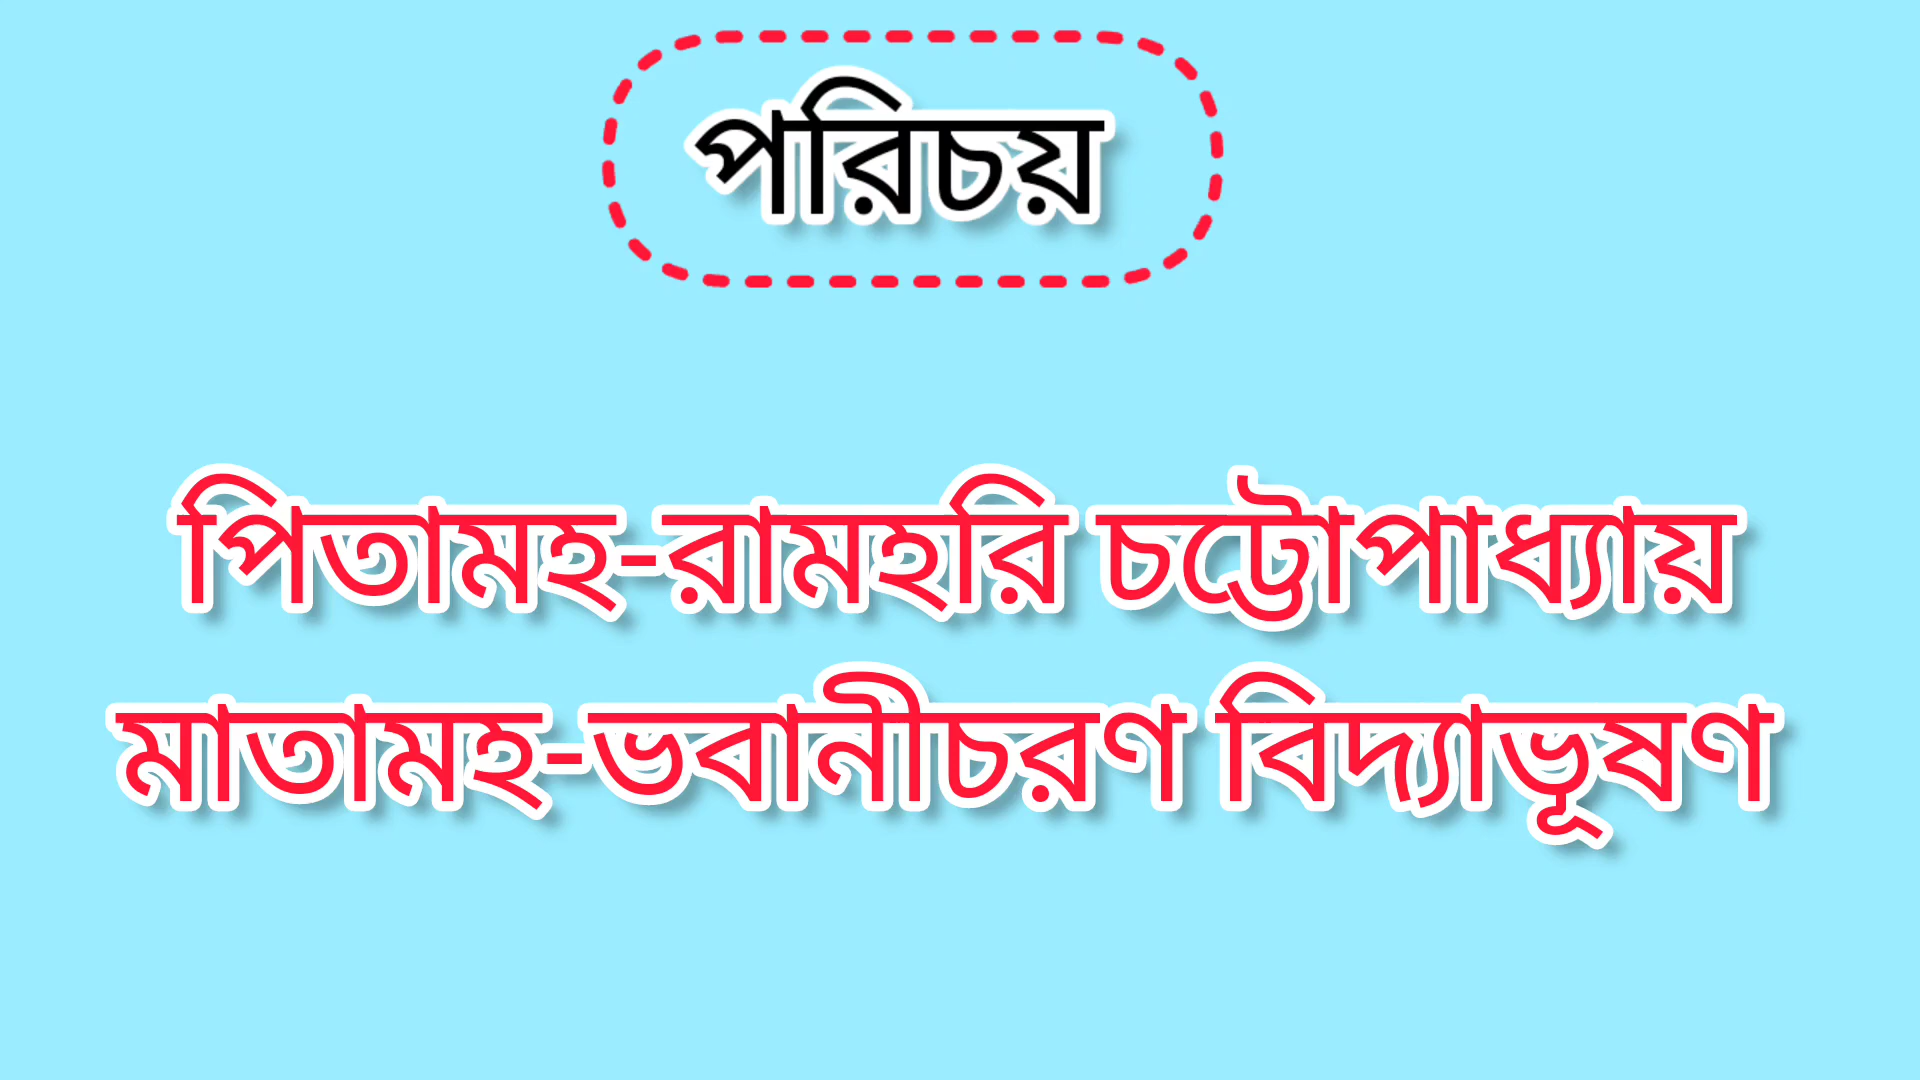 পরিচয়
পিতামহ-রামহরি চট্টোপাধ্যায়
মাতামহ-ভবানীচরণ বিদ্যাভূষণ